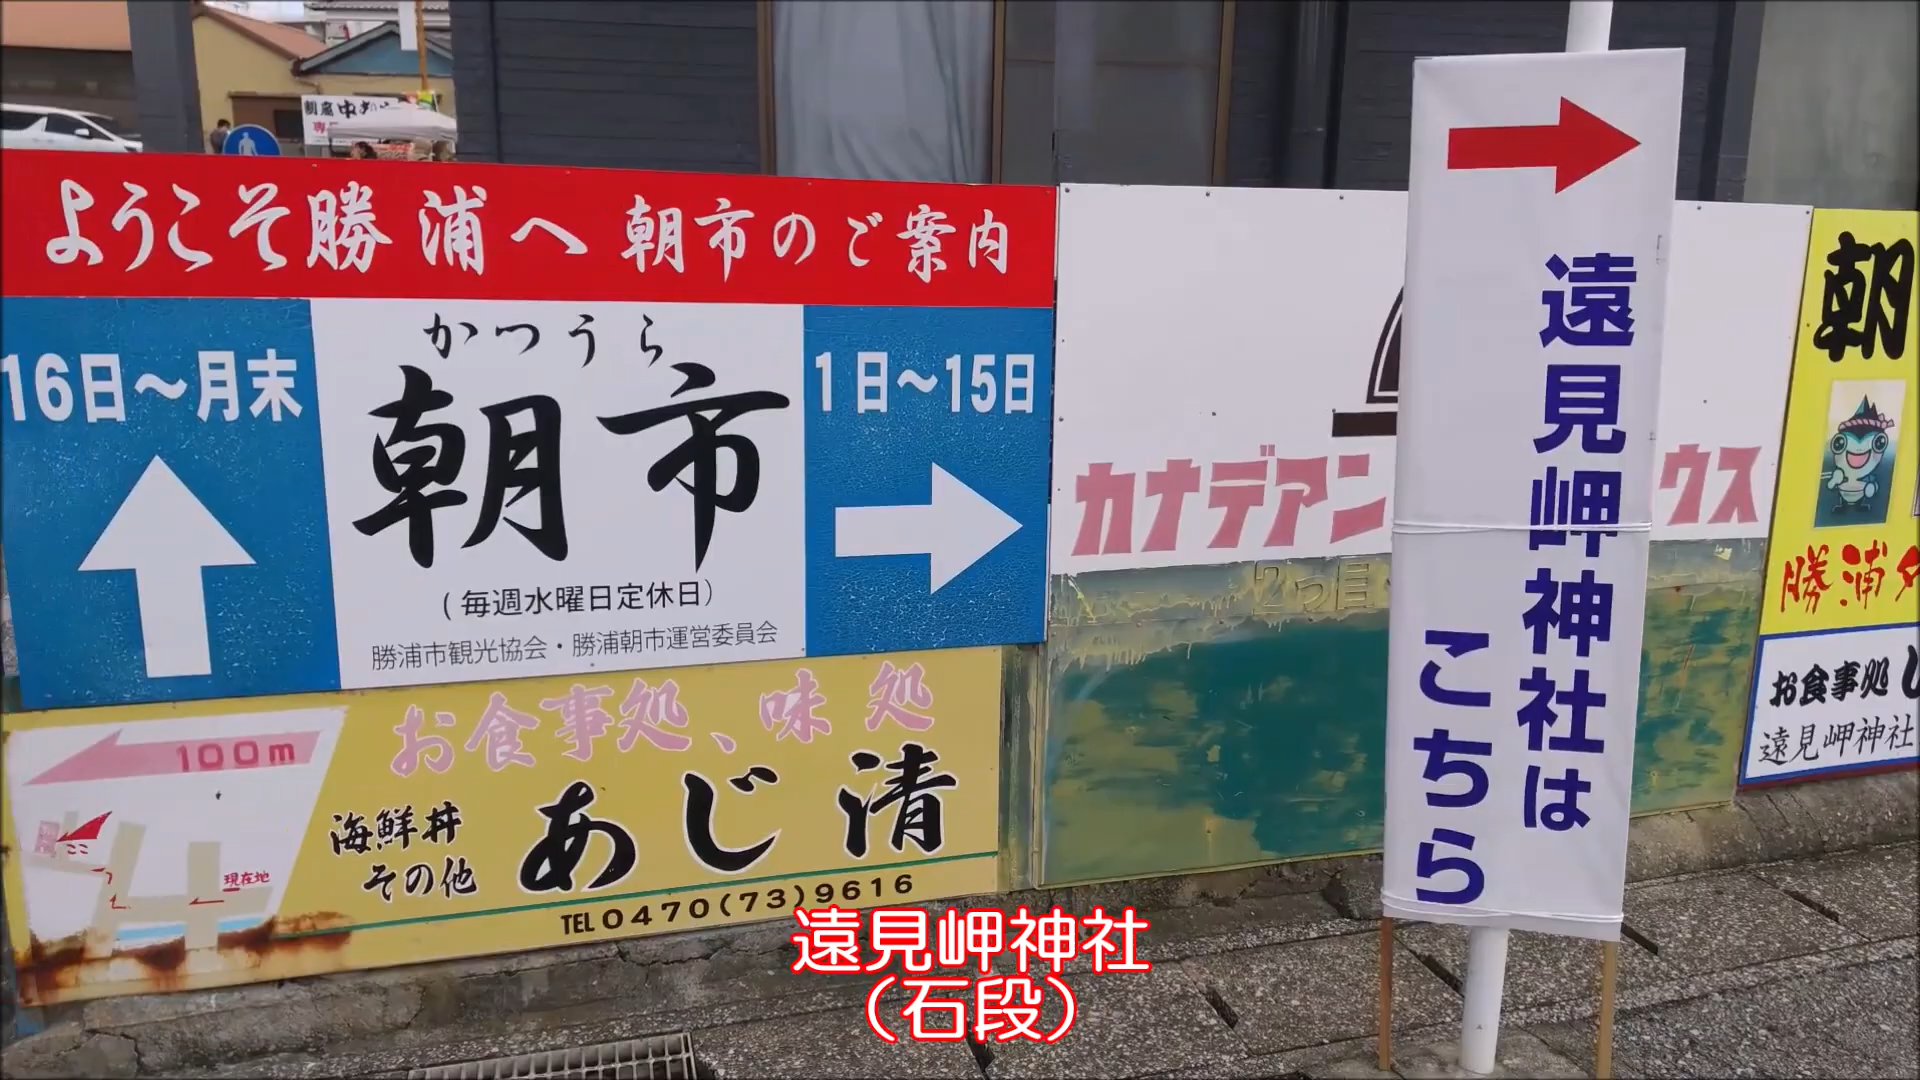 ようこそ勝浦へ 朝市のご案内
16日～月末
かつうら
朝市
(毎週水曜日定休日)
勝浦市観光協会・勝浦朝市運営委員会
1日～15日
100m
ここ
現在地
お食事処、味処
海鮮丼
その他
あじ清
TEL 0470(73)9616
カナデアン
ウス
2つ目
遠見岬神社は
こちら
朝
勝浦
お食事処
遠見岬神社
遠見岬神社
(石段)